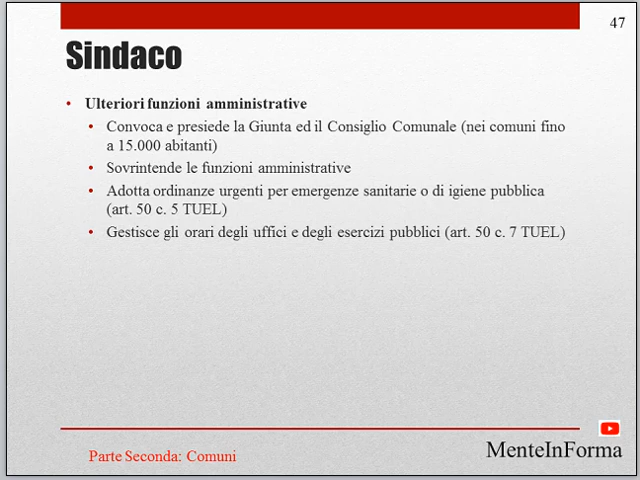 47
Sindaco
• Ulteriori funzioni amministrative
• Convoca e presiede la Giunta ed il Consiglio Comunale (nei comuni fino
a 15.000 abitanti)
• Sovrintende le funzioni amministrative
• Adotta ordinanze urgenti per emergenze sanitarie o di igiene pubblica
(art. 50 c. 5 TUEL)
• Gestisce gli orari degli uffici e degli esercizi pubblici (art. 50 c. 7 TUEL)
Parte Seconda: Comuni
MenteInForma